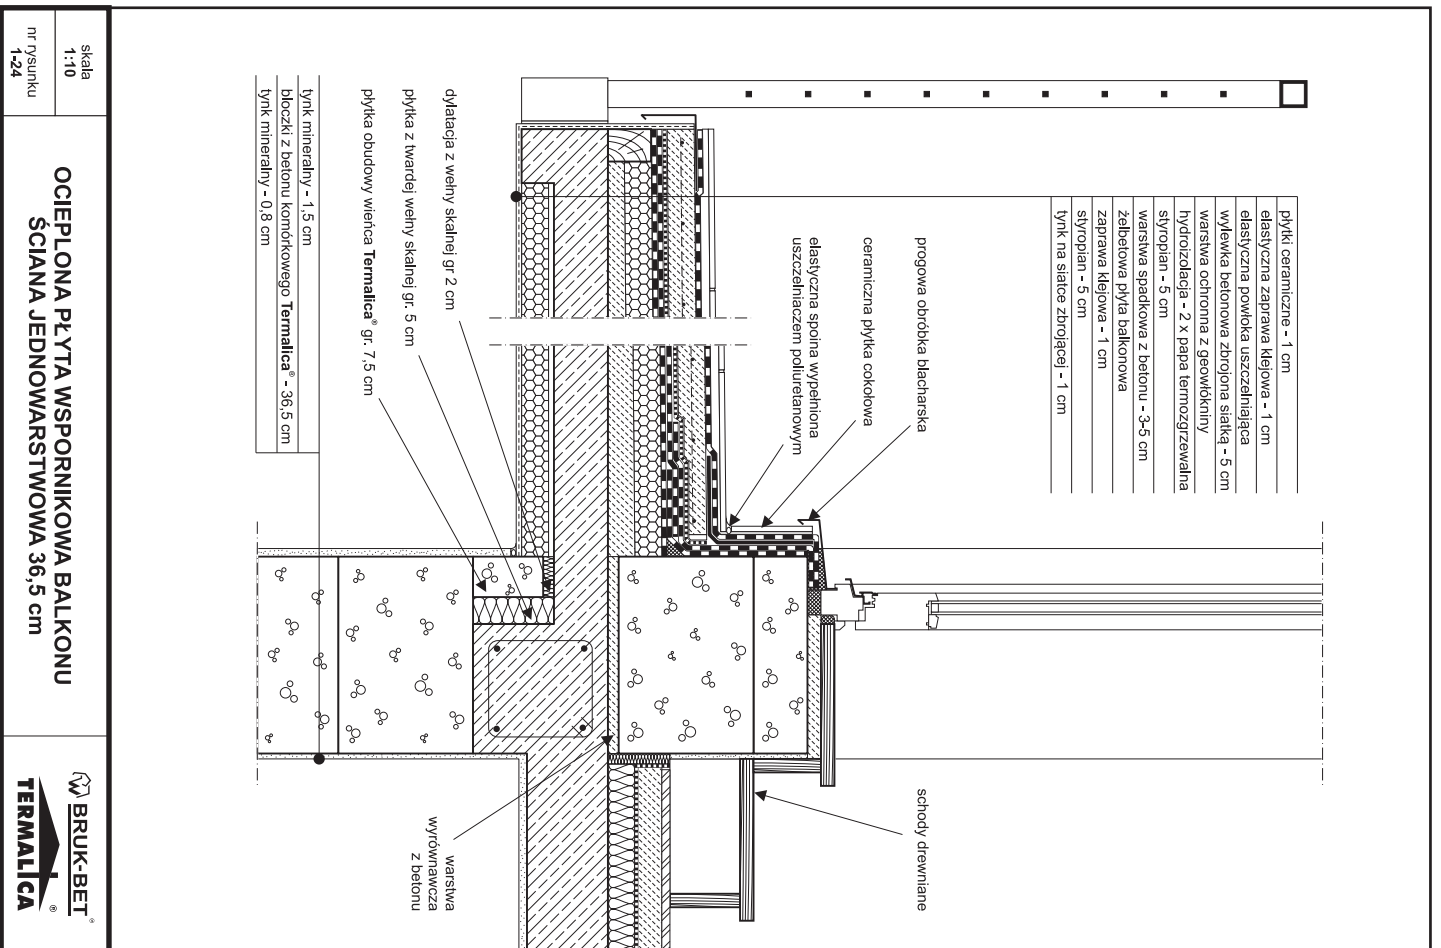 płytki ceramiczne - 1 cm
elastyczna zaprawa klejowa - 1 cm
elastyczna powłoka uszczelniająca
wylewka betonowa zbrojona siatką - 5 cm
warstwa ochronna z geowłókniny
hydroizolacja - 2 x papa termozgrzewalna
styropian - 5 cm
warstwa spadkowa z betonu - 3-5 cm
żelbetowa płyta balkonowa
zaprawa klejowa - 1 cm
styropian - 5 cm
tynk na siatce zbrojącej - 1 cm
progowa obróbka blacharska
ceramiczna płytka cokołowa
elastyczna spoina wypełniona
uszczelniaczem poliuretanowym
schody drewniane
dylatacja z wełny skalnej gr 2 cm
płytka z twardej wełny skalnej gr. 5 cm
płytka obudowy wieńca Termalica® gr. 7,5 cm
warstwa
wyrównawcza
z betonu
tynk mineralny - 1,5 cm
bloczki z betonu komórkowego Termalica® - 36,5 cm
tynk mineralny - 0,8 cm
skala
1:10
nr rysunku
1-24
OCIEPLONA PŁYTA WSPORNIKOWA BALKONU
ŚCIANA JEDNOWARSTWOWA 36,5 cm
BRUK-BET®
TERMALICA®